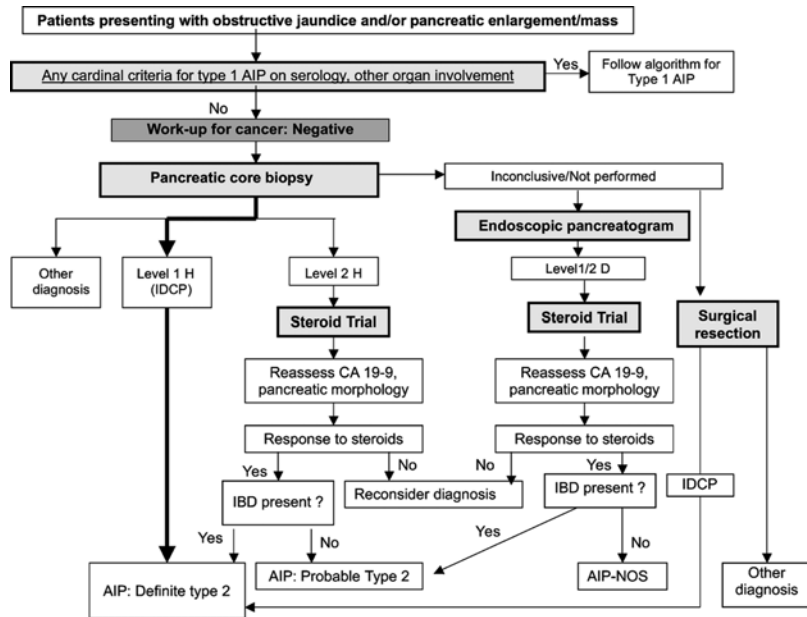 Patients presenting with obstructive jaundice and/or pancreatic enlargement/mass
Any cardinal criteria for type 1 AIP on serology, other organ involvement
Yes
Follow algorithm for
Type 1 AIP
No
Work-up for cancer: Negative
Pancreatic core biopsy
Inconclusive/Not performed
Endoscopic pancreatogram
Other
diagnosis
Level 1 H
(IDCP)
Level 2 H
Level1/2 D
Steroid Trial
Steroid Trial
Surgical
resection
Reassess CA 19-9,
pancreatic morphology
Reassess CA 19-9,
pancreatic morphology
Response to steroids
Response to steroids
Yes
No
No
Yes
IBD present ?
Reconsider diagnosis
IBD present ?
IDCP
Yes
No
Yes
No
AIP: Definite type 2
AIP: Probable Type 2
AIP-NOS
Other
diagnosis